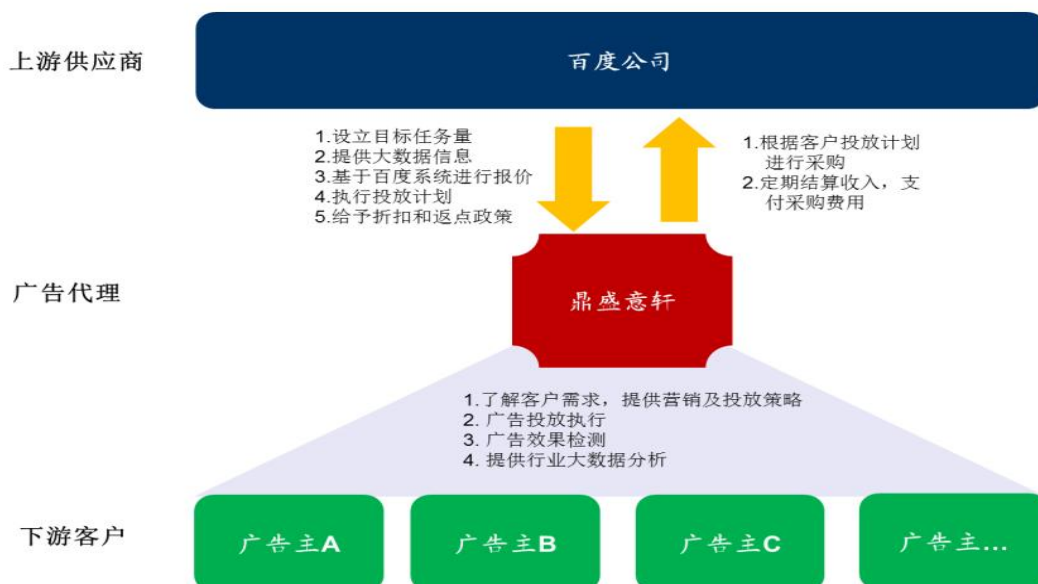 上游供应商
百度公司
1.设立目标任务量
2.提供大数据信息
3.基于百度系统进行报价
4.执行投放计划
5.给予折扣和返点政策
1.根据客户投放计划
进行采购
2.定期结算收入，支
付采购费用
广告代理
鼎盛意轩
1.了解客户需求，提供营销及投放策略
2. 广告投放执行
3. 广告效果检测
4. 提供行业大数据分析
下游客户
广告主A
广告主B
广告主C
广告主...